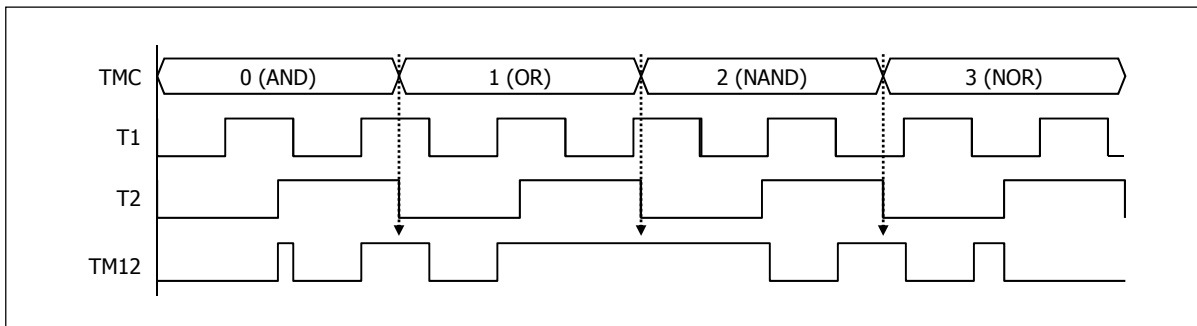 TMC 0 (AND) 1 (OR) 2 (NAND) 3 (NOR)
T1
T2
TM12